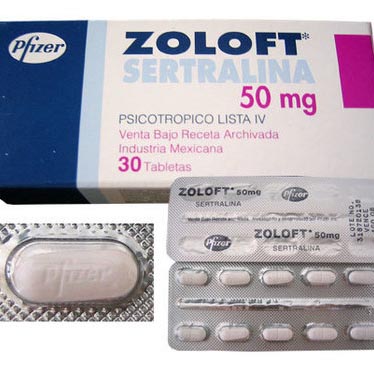 Pfizer
ZOLOFT*
SERTRALINA
50 mg
PSICOTROPICO LISTA IV
Venta Bajo Receta Archivada
Industria Mexicana
30 Tabletas
Pfizer
ZOLOFT* 50mg
SERTRALINA
Pfizer
ZOLOFT* 50mg
SERTRALINA